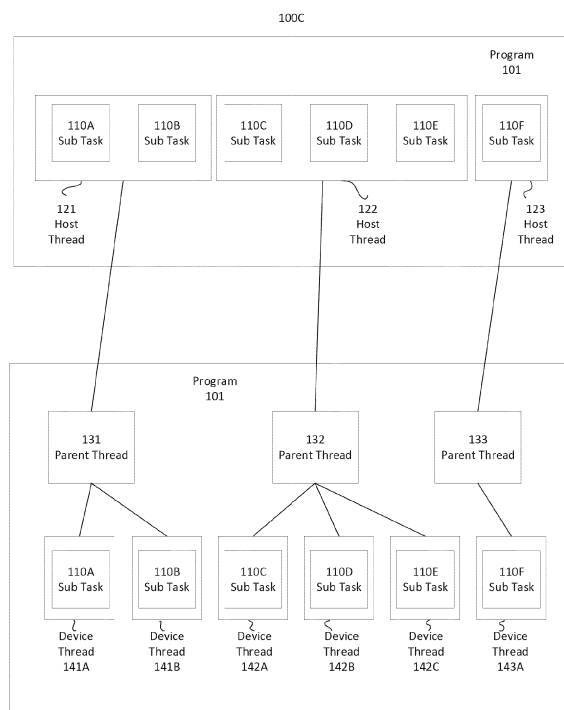 100C
Program
101
110A
Sub Task
110B
Sub Task
110C
Sub Task
110D
Sub Task
110E
Sub Task
110F
Sub Task
121
Host
Thread
122
Host
Thread
123
Host
Thread
Program
101
131
Parent Thread
132
Parent Thread
133
Parent Thread
110A
Sub Task
110B
Sub Task
110C
Sub Task
110D
Sub Task
110E
Sub Task
110F
Sub Task
Device
Thread
141A
Device
Thread
141B
Device
Thread
142A
Device
Thread
142B
Device
Thread
142C
Device
Thread
143A